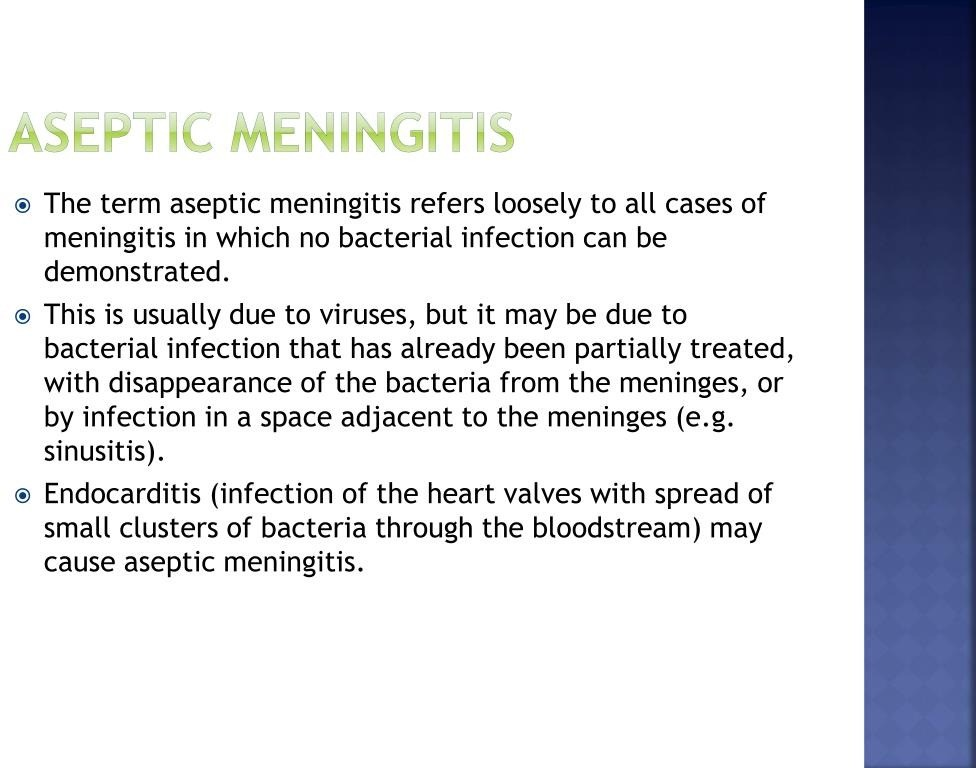 ASEPTIC MENINGITIS
The term aseptic meningitis refers loosely to all cases of
meningitis in which no bacterial infection can be
demonstrated.
This is usually due to viruses, but it may be due to
bacterial infection that has already been partially treated,
with disappearance of the bacteria from the meninges, or
by infection in a space adjacent to the meninges (e.g.
sinusitis).
Endocarditis (infection of the heart valves with spread of
small clusters of bacteria through the bloodstream) may
cause aseptic meningitis.